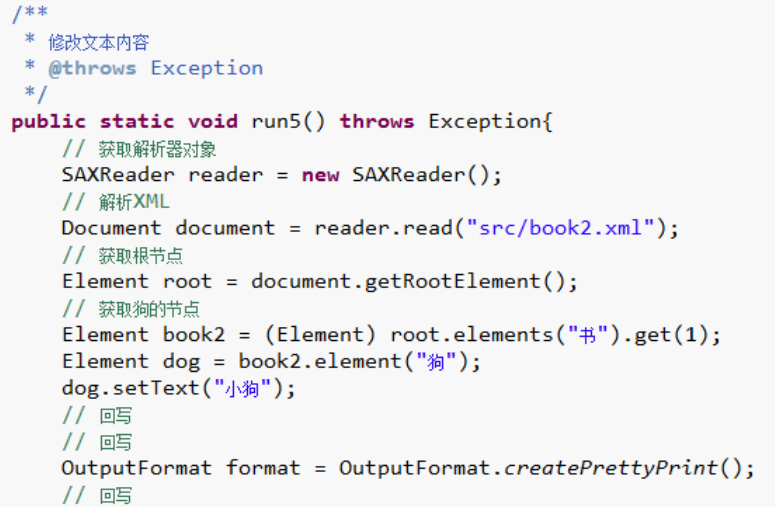 /**
 * 修改文本内容
 * @throws Exception
 */
public static void run5() throws Exception{
    // 获取解析器对象
    SAXReader reader = new SAXReader();
    // 解析XML
    Document document = reader.read("src/book2.xml");
    // 获取根节点
    Element root = document.getRootElement();
    // 获取狗的节点
    Element book2 = (Element) root.elements("书").get(1);
    Element dog = book2.element("狗");
    dog.setText("小狗");
    // 回写
    // 回写
    OutputFormat format = OutputFormat.createPrettyPrint();
    // 回写